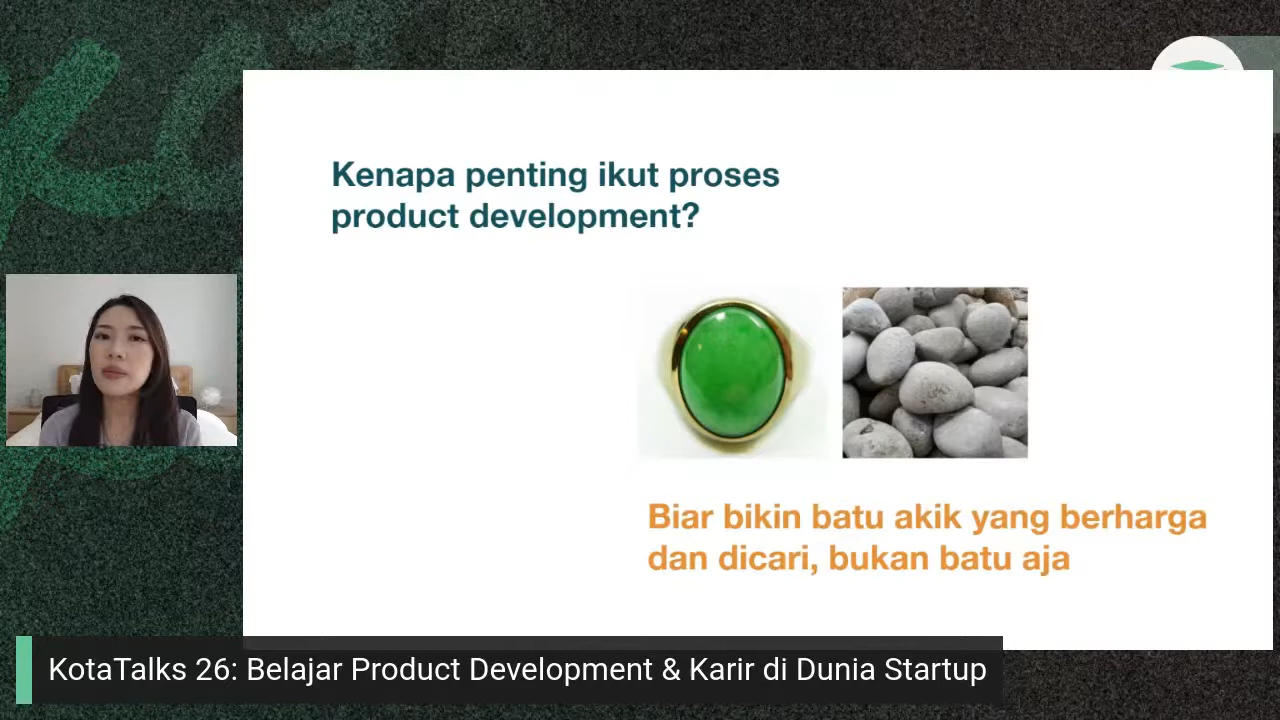 Kenapa penting ikut proses
product development?
Biar bikin batu akik yang berharga
dan dicari, bukan batu aja
KotaTalks 26: Belajar Product Development & Karir di Dunia Startup